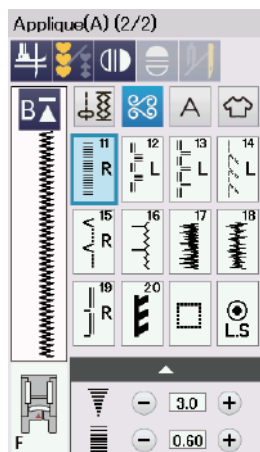 Applique(A) (2/2)
B A
11 R 12 L 13 L 14 L
15 R 16 17 18
19 R 20 L.S
3.0
F 0.60